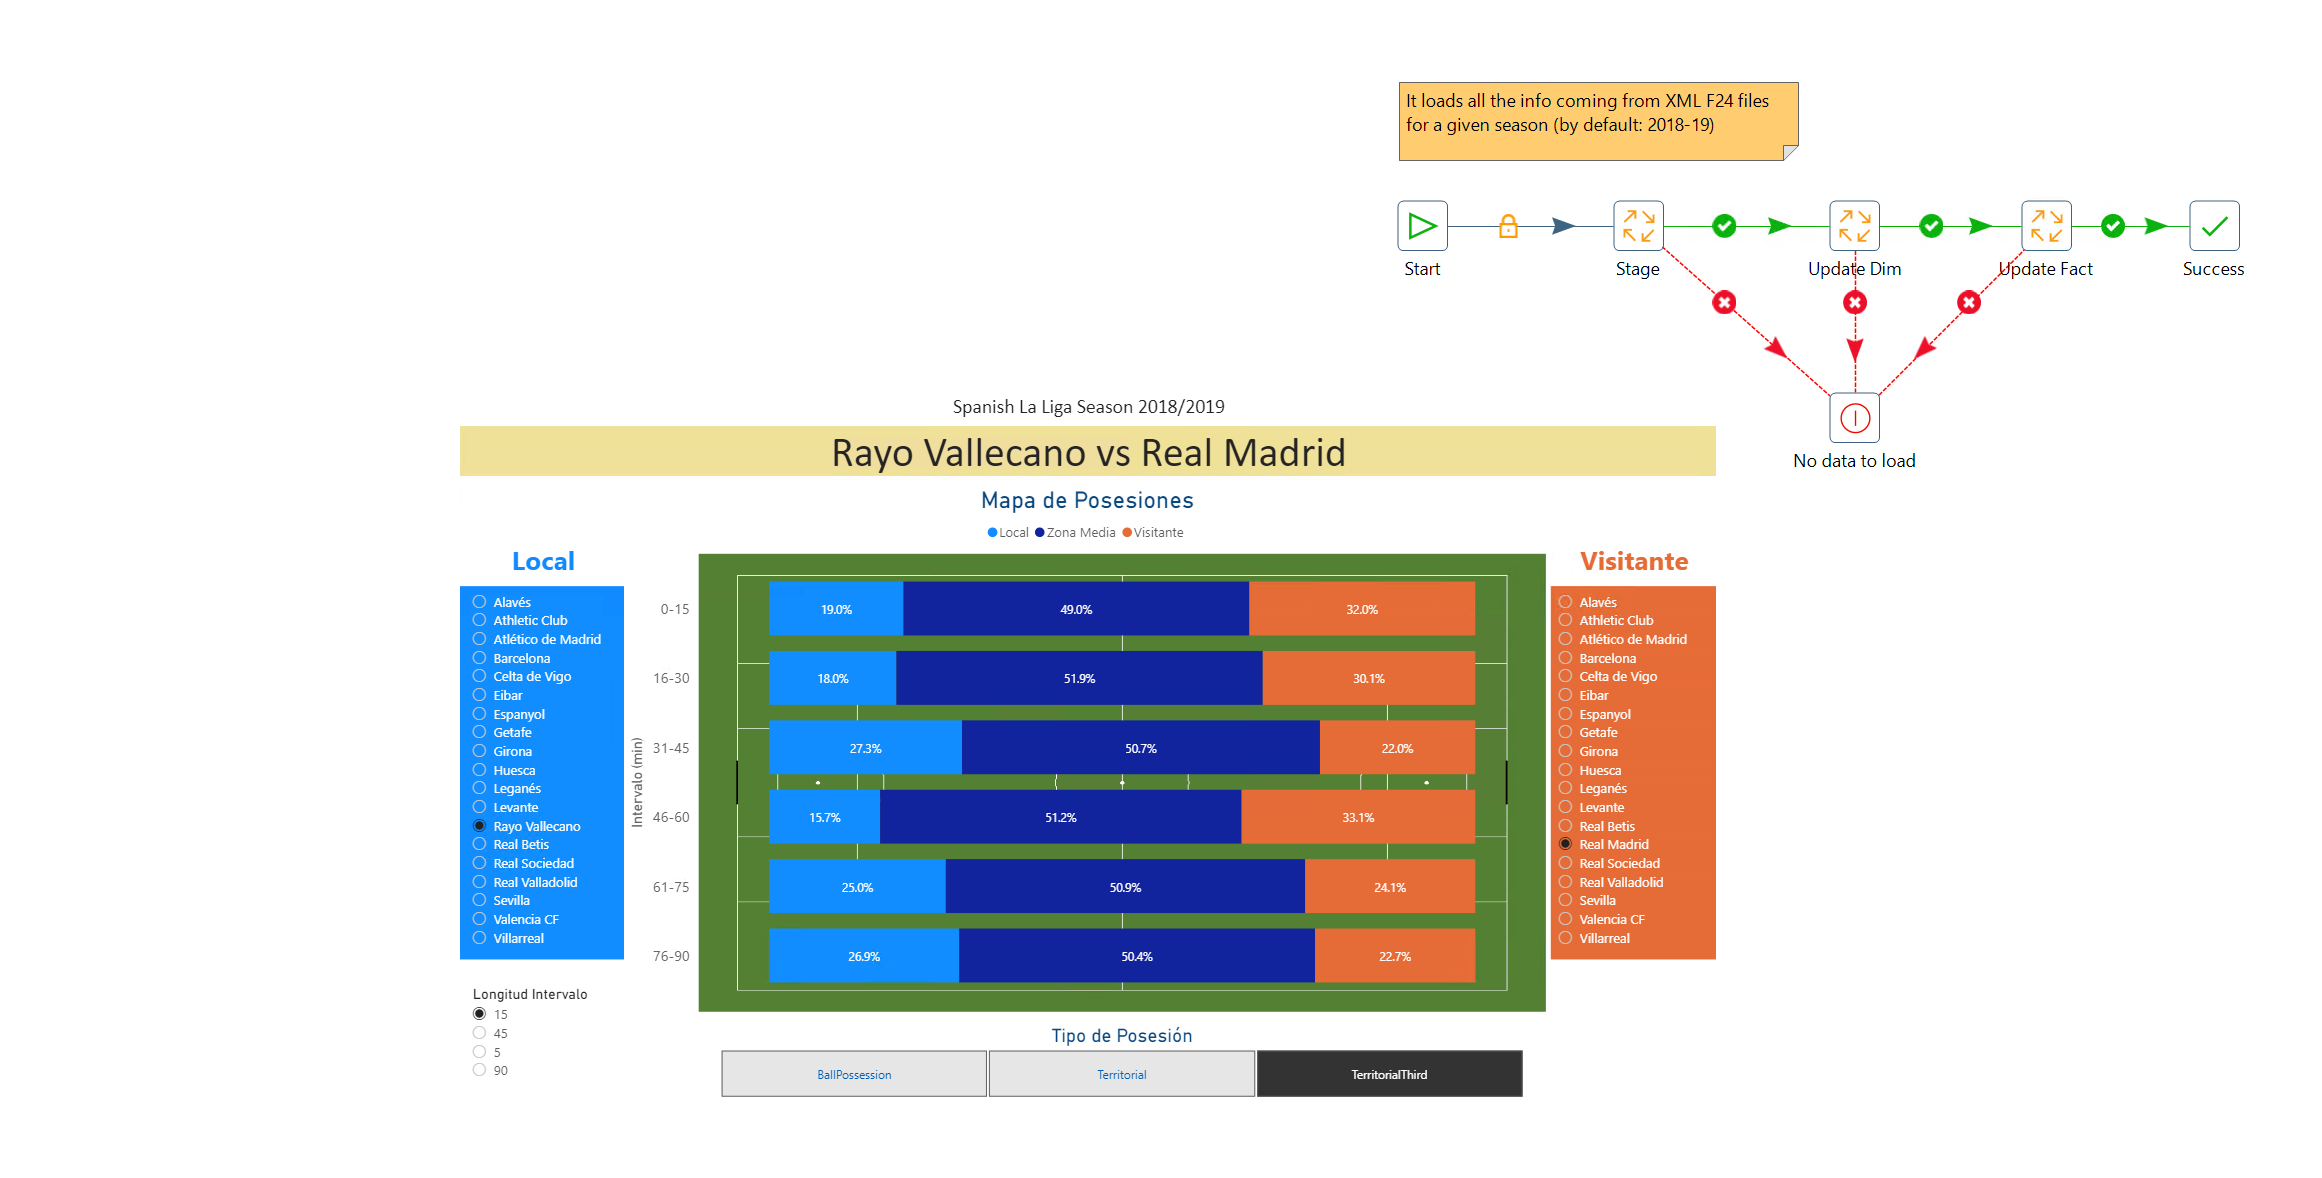 It loads all the info coming from XML F24 files
for a given season (by default: 2018-19)
Start
Stage
Update Dim
Update Fact
Success
No data to load
Spanish La Liga Season 2018/2019
Rayo Vallecano vs Real Madrid
Mapa de Posesiones
Local Zona Media Visitante
Local
Alavés
Athletic Club
Atlético de Madrid
Barcelona
Celta de Vigo
Eibar
Espanyol
Getafe
Girona
Huesca
Leganés
Levante
Rayo Vallecano
Real Betis
Real Sociedad
Real Valladolid
Sevilla
Valencia CF
Villarreal
Longitud Intervalo
15
45
5
90
Intervalo (min)
0-15 19.0% 49.0% 32.0%
16-30 18.0% 51.9% 30.1%
31-45 27.3% 50.7% 22.0%
46-60 15.7% 51.2% 33.1%
61-75 25.0% 50.9% 24.1%
76-90 26.9% 50.4% 22.7%
Visitante
Alavés
Athletic Club
Atlético de Madrid
Barcelona
Celta de Vigo
Eibar
Espanyol
Getafe
Girona
Huesca
Leganés
Levante
Real Betis
Real Madrid
Real Sociedad
Real Valladolid
Sevilla
Valencia CF
Villarreal
Tipo de Posesión
BallPossession
Territorial
TerritorialThird